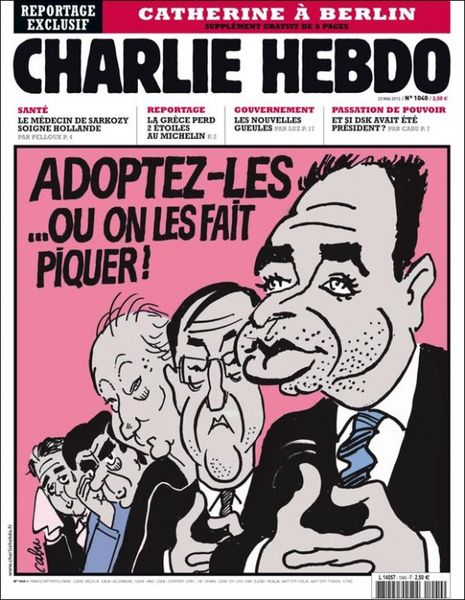 REPORTAGE
EXCLUSIF
CATHERINE À BERLIN
SUPPLÉMENT GRATUIT DE 8 PAGES
CHARLIE HEBDO
23 MAI 2012 / N° 1040 / 2,50 €
SANTÉ
LE MÉDECIN DE SARKOZY
SOIGNE HOLLANDE
PAR PELLOUX P. 4
REPORTAGE
LA GRÈCE PERD
2 ÉTOILES
AU MICHELIN P. 2
GOUVERNEMENT
LES NOUVELLES
GUEULES PAR LUZ P. 17
PASSATION DE POUVOIR
ET SI DSK AVAIT ÉTÉ
PRÉSIDENT ? PAR CABU P. 7
ADOPTEZ-LES
...OU ON LES FAIT
PIQUER !
cabu
www.charliehebdo.fr
L 14057 - 1040 - F: 2,50 €